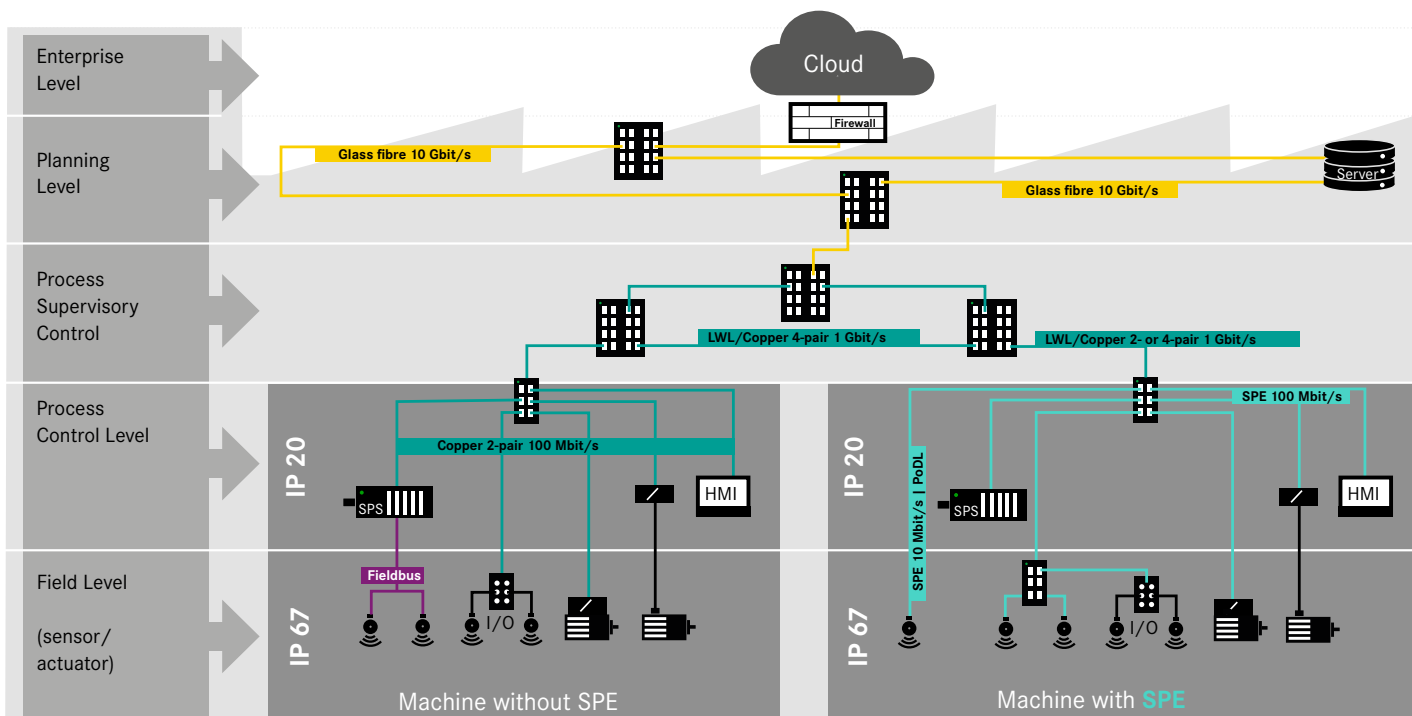 Enterprise
Level
Cloud
Firewall
Planning
Level
Glass fibre 10 Gbit/s
Server
Glass fibre 10 Gbit/s
Process
Supervisory
Control
LWL/Copper 4-pair 1 Gbit/s
LWL/Copper 2- or 4-pair 1 Gbit/s
Process
Control Level
IP 20
Copper 2-pair 100 Mbit/s
SPS
HMI
IP 20
SPE 10 Mbit/s | PoDL
SPE 100 Mbit/s
SPS
HMI
Field Level
(sensor/
actuator)
IP 67
Fieldbus
I/O
Machine without SPE
IP 67
I/O
Machine with SPE